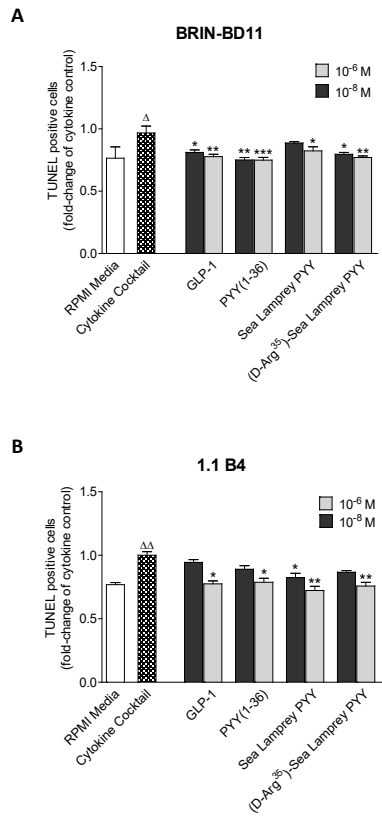 A
BRIN-BD11
TUNEL positive cells
(fold-change of cytokine control)
1.5
1.0
0.5
0.0
10⁻⁶ M
10⁻⁸ M
Δ
* ** ** *** * * **
RPMI Media
Cytokine Cocktail
GLP-1
PYY(1-36)
Sea Lamprey PYY
(D-Arg³⁵)-Sea Lamprey PYY
B
1.1 B4
TUNEL positive cells
(fold-change of cytokine control)
1.5
1.0
0.5
0.0
10⁻⁶ M
10⁻⁸ M
ΔΔ
* * * ** **
RPMI Media
Cytokine Cocktail
GLP-1
PYY(1-36)
Sea Lamprey PYY
(D-Arg³⁵)-Sea Lamprey PYY